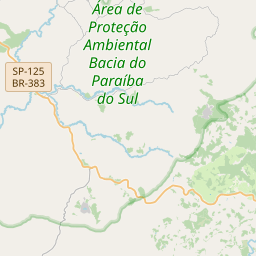 Área de
Proteção
Ambiental
Bacia do
Paraíba
do Sul
SP-125
BR-383